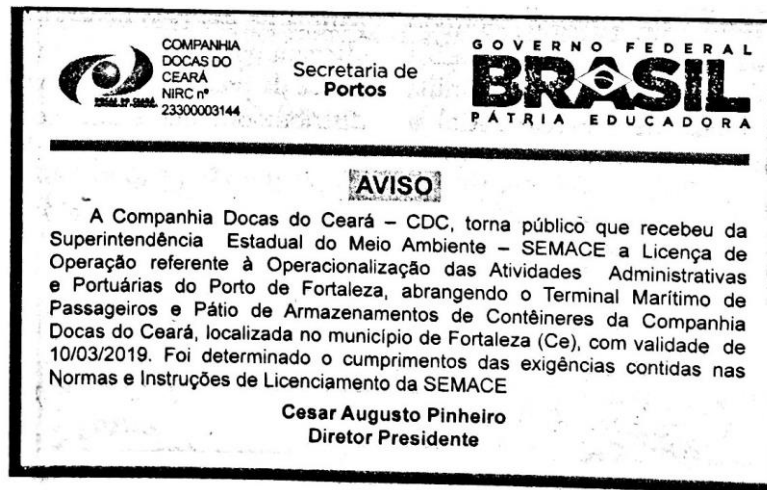 COMPANHIA
DOCAS DO
CEARÁ
NIRC nº
23300003144
Secretaria de
Portos
GOVERNO FEDERAL
BRASIL
PÁTRIA EDUCADORA
AVISO
A Companhia Docas do Ceará – CDC, torna público que recebeu da
Superintendência Estadual do Meio Ambiente – SEMACE a Licença de
Operação referente à Operacionalização das Atividades Administrativas
e Portuárias do Porto de Fortaleza, abrangendo o Terminal Marítimo de
Passageiros e Pátio de Armazenamentos de Contêineres da Companhia
Docas do Ceará, localizada no município de Fortaleza (Ce), com validade de
10/03/2019. Foi determinado o cumprimentos das exigências contidas nas
Normas e Instruções de Licenciamento da SEMACE
Cesar Augusto Pinheiro
Diretor Presidente